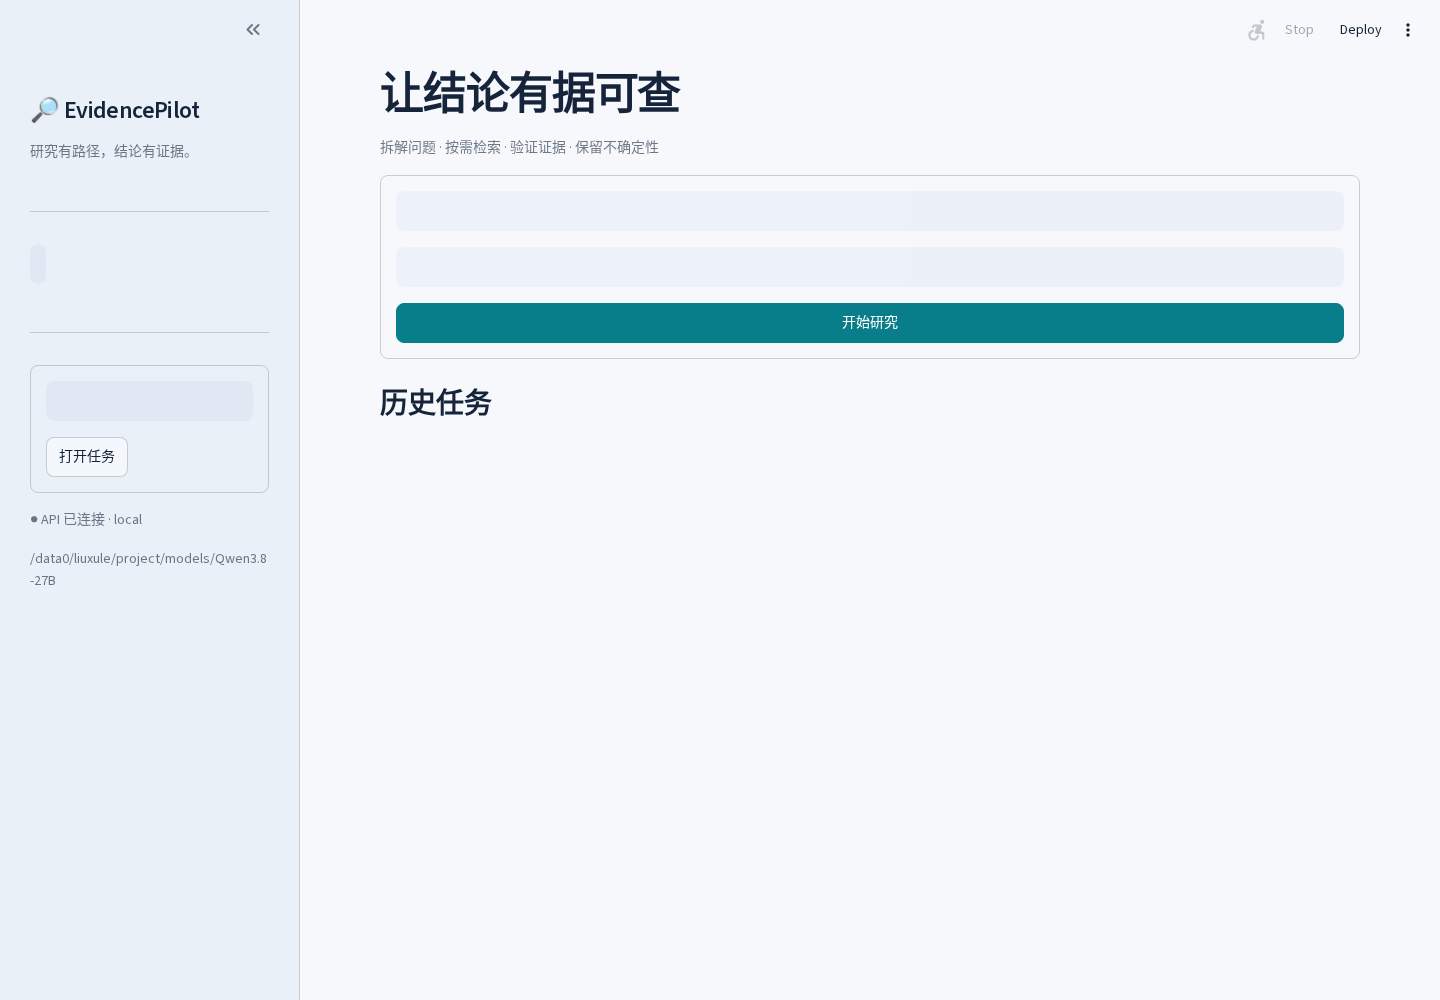 Stop
Deploy
🔎 EvidencePilot
研究有路径，结论有证据。
打开任务
● API 已连接 · local
/data0/liuxule/project/models/Qwen3.8
-27B
让结论有据可查
拆解问题 · 按需检索 · 验证证据 · 保留不确定性
开始研究
历史任务